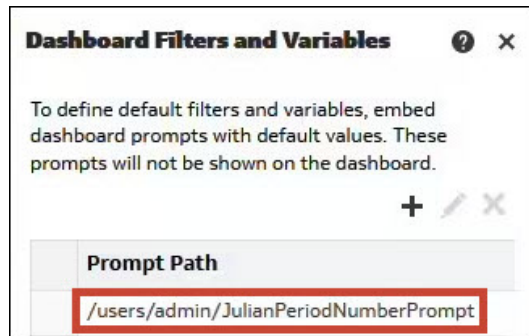 Dashboard Filters and Variables
To define default filters and variables, embed
dashboard prompts with default values. These
prompts will not be shown on the dashboard.
Prompt Path
/users/admin/JulianPeriodNumberPrompt